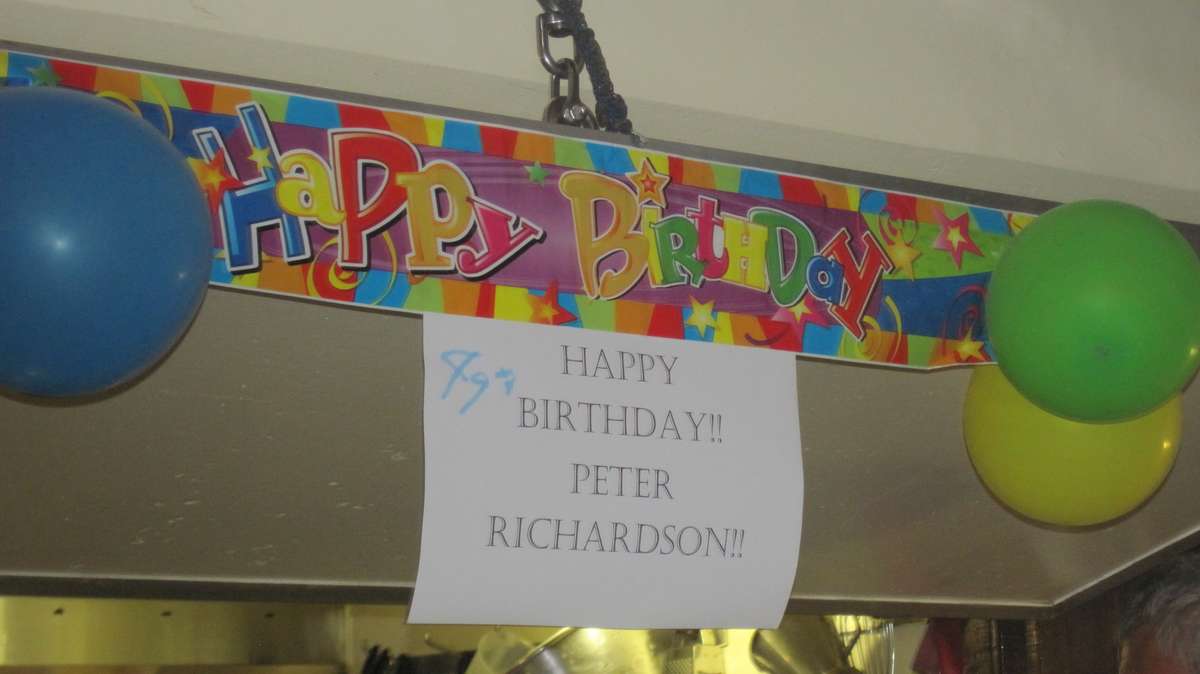 Happy BirthDay
HAPPY
BIRTHDAY!!
PETER
RICHARDSON!!